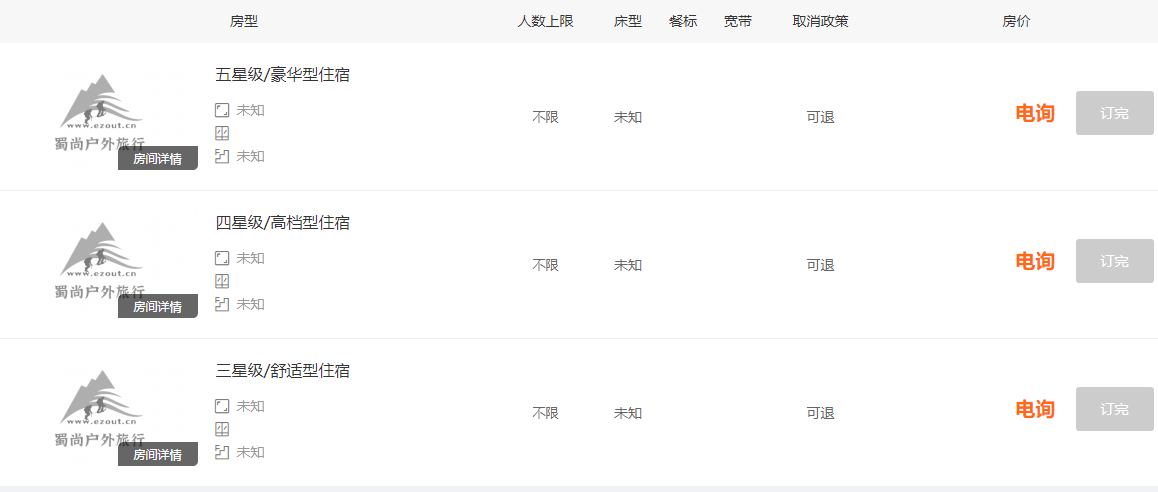 房型 人数上限 床型 餐标 宽带 取消政策 房价
五星级/豪华型住宿
未知
未知
不限 未知 可退 电询 订完
www.ezout.cn
蜀尚户外旅行
房间详情
四星级/高档型住宿
未知
未知
不限 未知 可退 电询 订完
www.ezout.cn
蜀尚户外旅行
房间详情
三星级/舒适型住宿
未知
未知
不限 未知 可退 电询 订完
www.ezout.cn
蜀尚户外旅行
房间详情